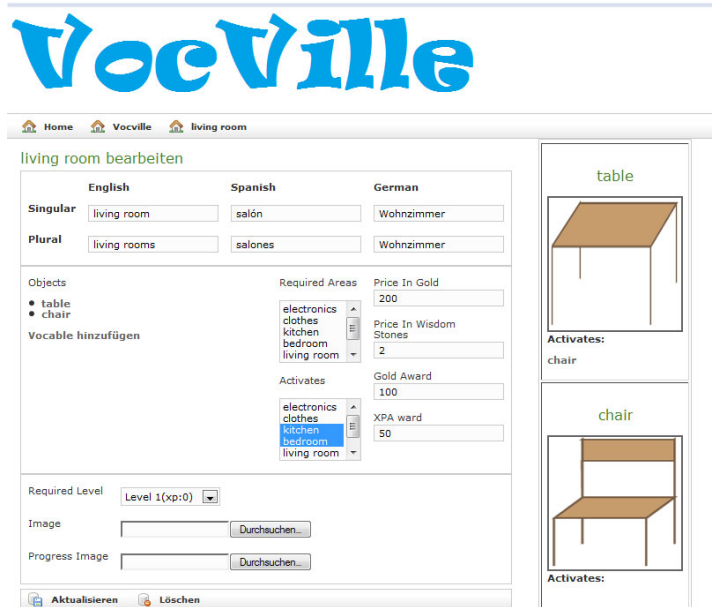 VocVille
Home Vocville living room
living room bearbeiten
English Spanish German
Singular living room salón Wohnzimmer
Plural living rooms salones Wohnzimmer
Objects
table
chair
Vocable hinzufügen
Required Areas
electronics
clothes
kitchen
bedroom
living room
Activates
electronics
clothes
kitchen
bedroom
living room
Price In Gold
200
Price In Wisdom
Stones
2
Gold Award
100
XPA ward
50
Required Level Level 1(xp:0)
Image Durchsuchen...
Progress Image Durchsuchen...
Aktualisieren Löschen
table
Activates:
chair
chair
Activates: